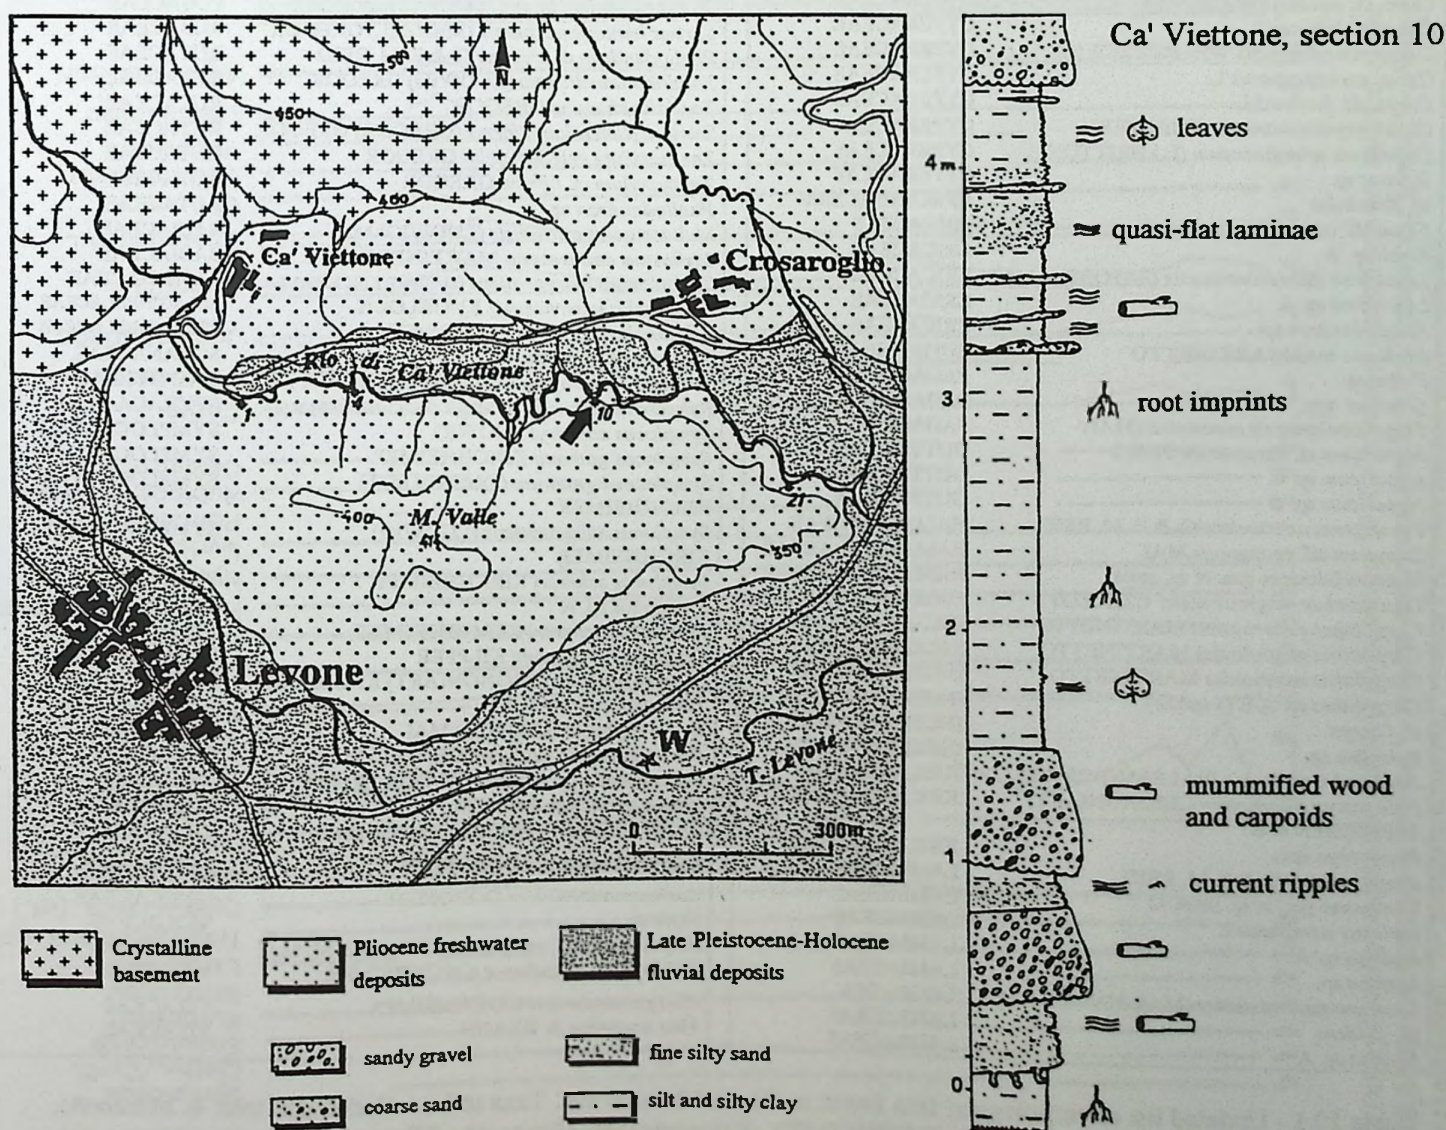 Ca' Viettone, section 10
500
N
450
400
Ca' Viettone
Crosaroglio
Rio di Ca' Viettone
1
4
10
21
400
M. Valle
350
Levone
W
T. Levone
0 300m
4m
3
2
1
0
leaves
quasi-flat laminae
root imprints
mummified wood
and carpoids
current ripples
Crystalline
basement
Pliocene freshwater
deposits
Late Pleistocene-Holocene
fluvial deposits
sandy gravel
fine silty sand
coarse sand
silt and silty clay